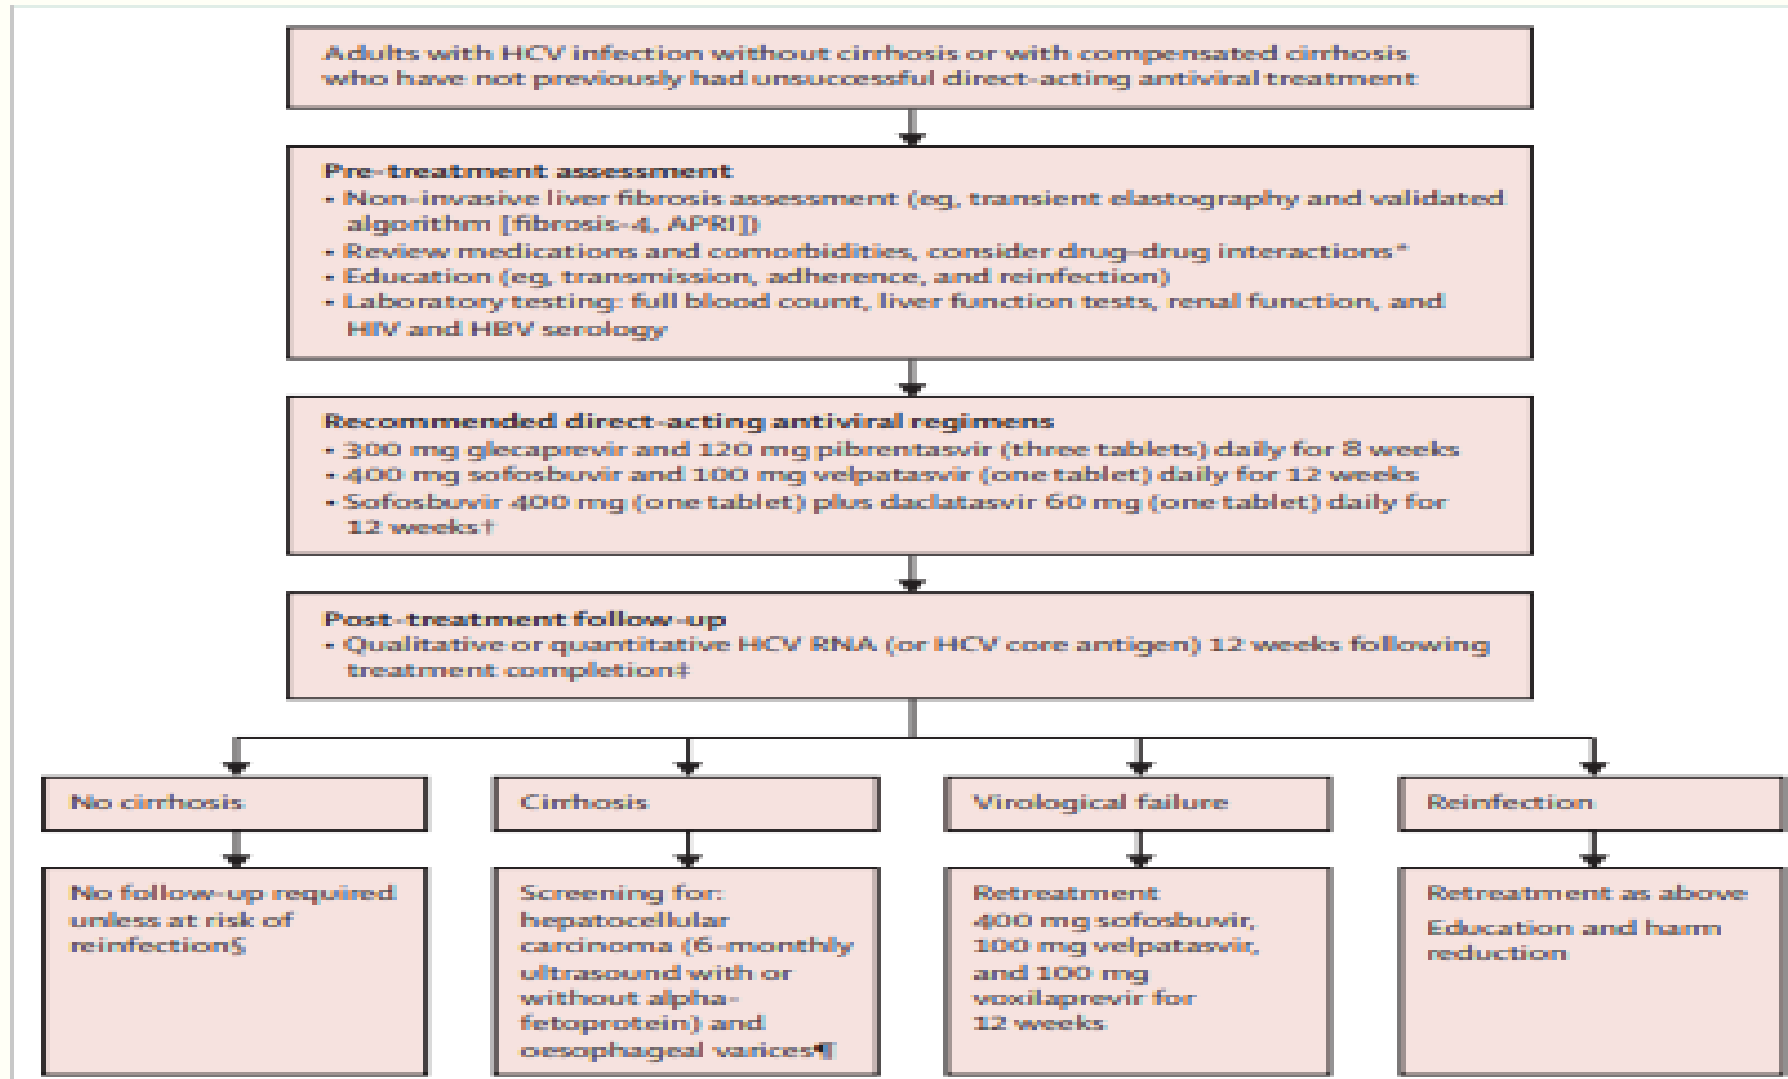 Adults with HCV infection without cirrhosis or with compensated cirrhosis
who have not previously had unsuccessful direct-acting antiviral treatment
Pre-treatment assessment
• Non-invasive liver fibrosis assessment (eg, transient elastography and validated
algorithm [fibrosis-4, APRI])
• Review medications and comorbidities, consider drug–drug interactions*
• Education (eg, transmission, adherence, and reinfection)
• Laboratory testing: full blood count, liver function tests, renal function, and
HIV and HBV serology
Recommended direct-acting antiviral regimens
• 300 mg glecaprevir and 120 mg pibrentasvir (three tablets) daily for 8 weeks
• 400 mg sofosbuvir and 100 mg velpatasvir (one tablet) daily for 12 weeks
• Sofosbuvir 400 mg (one tablet) plus daclatasvir 60 mg (one tablet) daily for
12 weeks†
Post-treatment follow-up
• Qualitative or quantitative HCV RNA (or HCV core antigen) 12 weeks following
treatment completion‡
No cirrhosis
No follow-up required
unless at risk of
reinfection§
Cirrhosis
Screening for:
hepatocellular
carcinoma (6-monthly
ultrasound with or
without alpha-
fetoprotein) and
oesophageal varices¶
Virological failure
Retreatment
400 mg sofosbuvir,
100 mg velpatasvir,
and 100 mg
voxilaprevir for
12 weeks
Reinfection
Retreatment as above
Education and harm
reduction